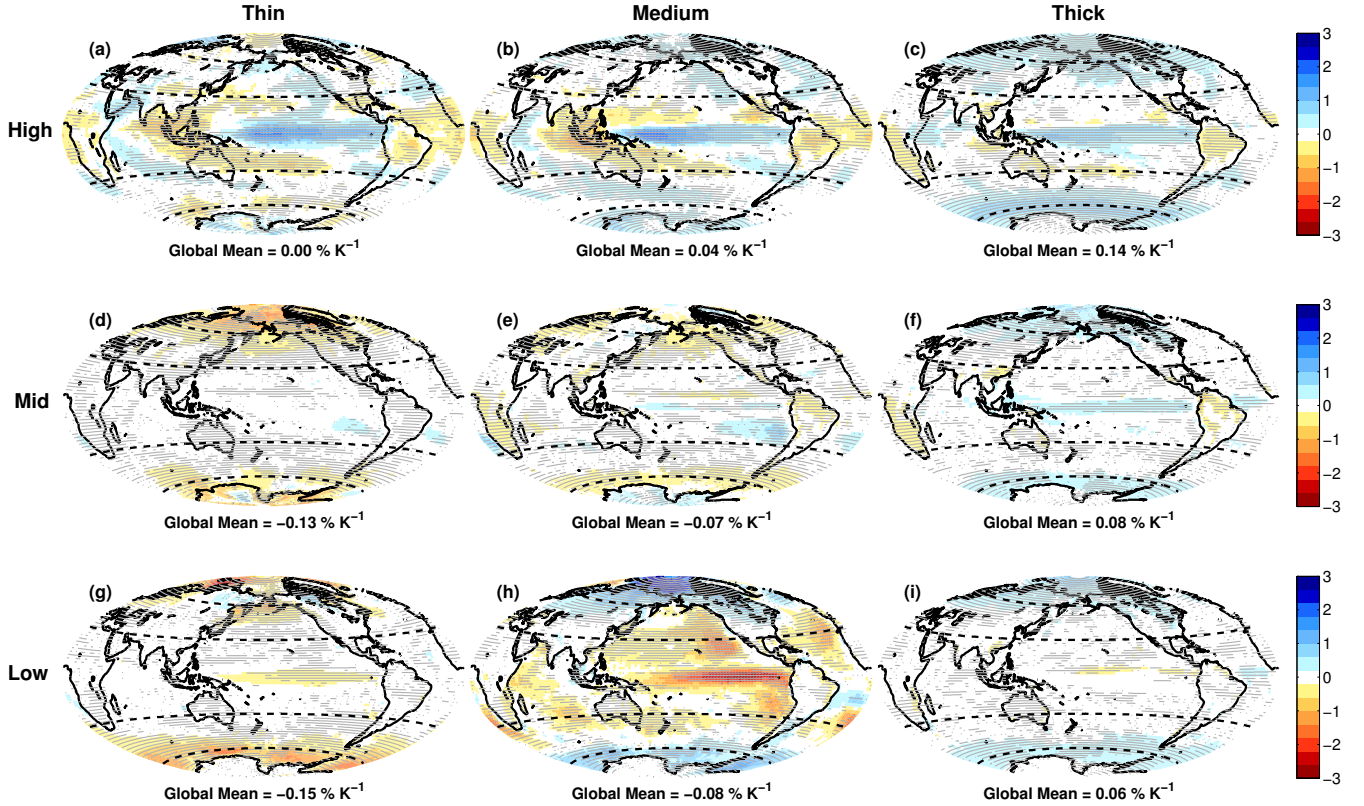 Thin Medium Thick
(a) (b) (c)
High
3
2
1
0
−1
−2
−3
Global Mean = 0.00 % K⁻¹ Global Mean = 0.04 % K⁻¹ Global Mean = 0.14 % K⁻¹
(d) (e) (f)
Mid
3
2
1
0
−1
−2
−3
Global Mean = −0.13 % K⁻¹ Global Mean = −0.07 % K⁻¹ Global Mean = 0.08 % K⁻¹
(g) (h) (i)
Low
3
2
1
0
−1
−2
−3
Global Mean = −0.15 % K⁻¹ Global Mean = −0.08 % K⁻¹ Global Mean = 0.06 % K⁻¹